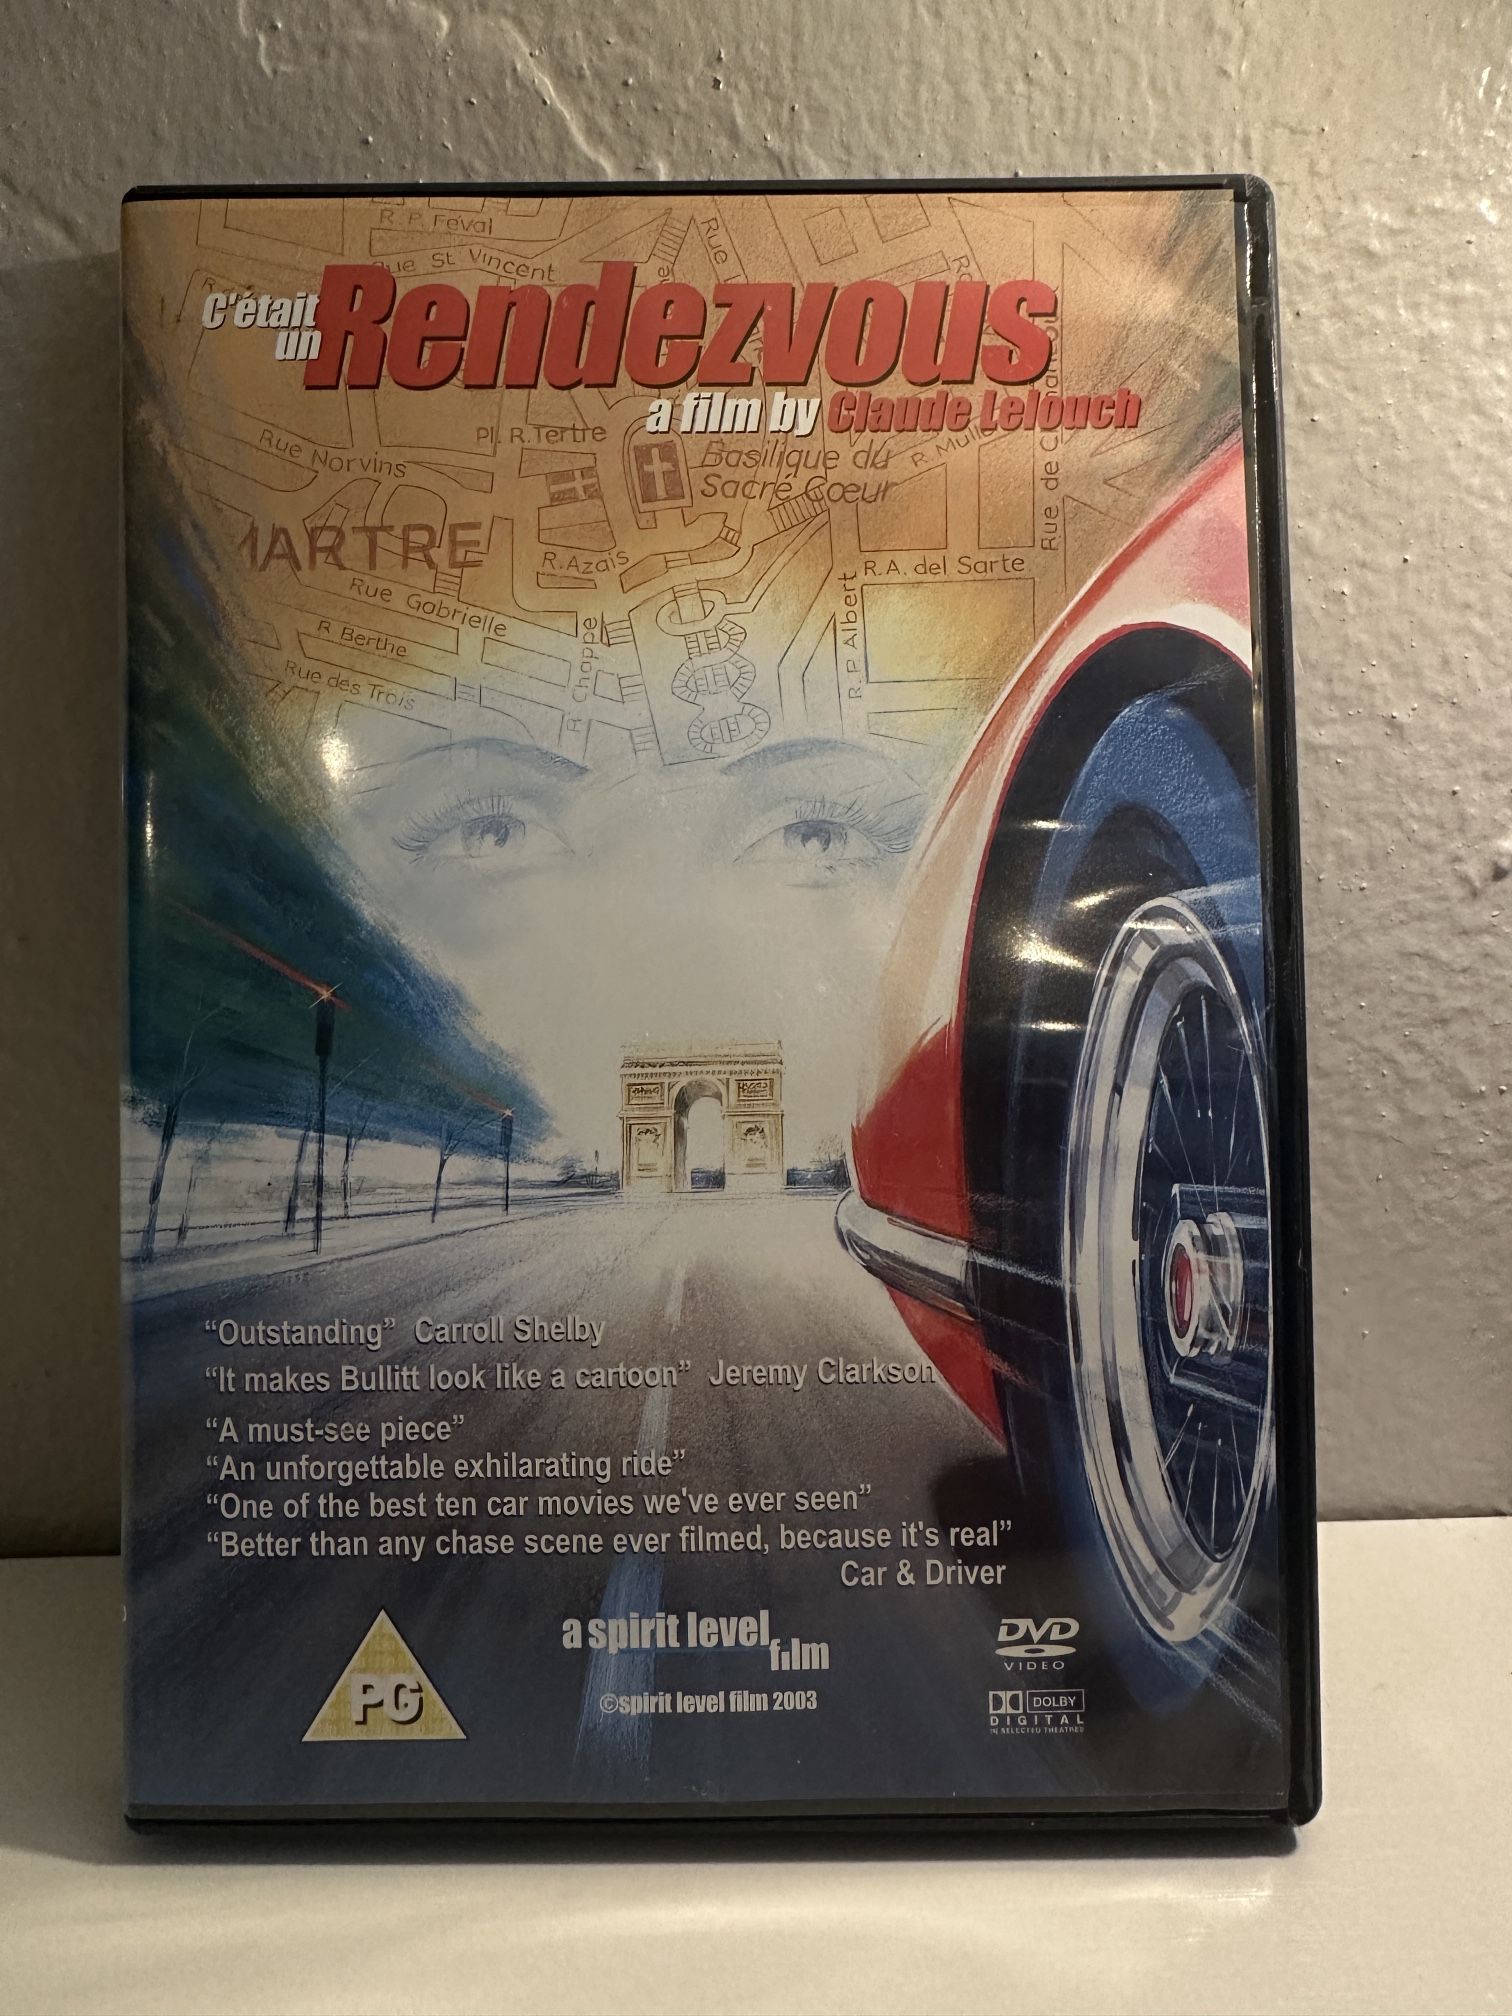 R. P. Féval
Rue St Vincent
C'était un Rendezvous
a film by Claude Lelouch
Pl. R. Tertre
Basilique du
Sacré Cœur
R. Muller
Rue Norvins
MARTRE
R. Azais
R.A. del Sarte
Rue Gabrielle
R. P. Albert
R Berthe
R. Chappe
Rue des Trois
“Outstanding” Carroll Shelby
“It makes Bullitt look like a cartoon” Jeremy Clarkson
“A must-see piece”
“An unforgettable exhilarating ride”
“One of the best ten car movies we've ever seen”
“Better than any chase scene ever filmed, because it's real”
Car & Driver
PG
a spirit level film
©spirit level film 2003
DVD
VIDEO
DOLBY
DIGITAL
IN SELECTED THEATRES